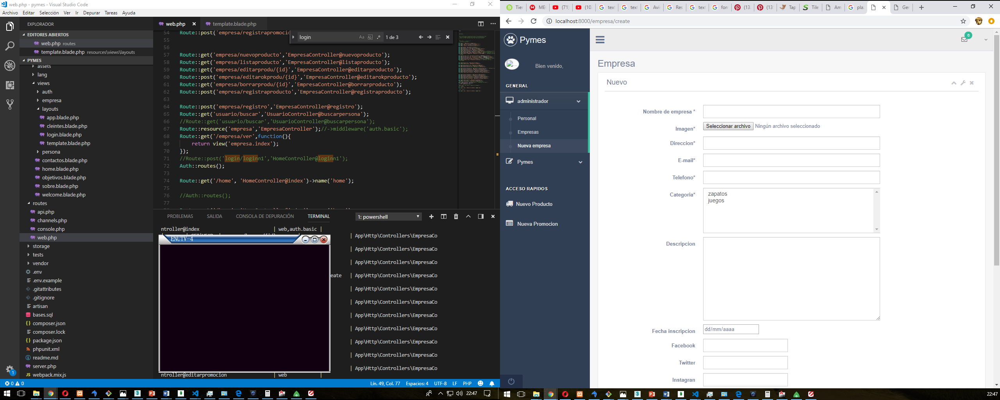 web.php - pymes - Visual Studio Code
Archivo Editar Selección Ver Ir Depurar Tareas Ayuda
EXPLORADOR
EDITORES ABIERTOS
web.php routes
template.blade.php resources\views\layouts
PYMES
assets
lang
views
auth
empresa
layouts
app.blade.php
cleintes.blade.php
login.blade.php
template.blade.php
persona
contactos.blade.php
home.blade.php
objetivos.blade.php
sobre.blade.php
welcome.blade.php
routes
api.php
channels.php
console.php
web.php
storage
tests
vendor
.env
.env.example
.gitattributes
.gitignore
artisan
bases.sql
composer.json
composer.lock
package.json
phpunit.xml
readme.md
server.php
webpack.mix.js
1
web.php template.blade.php
login Aa Abl .* 1 de 3
54 Route::post('empresa/registrapromocio
55
56
57 Route::get('empresa/nuevoproducto','EmpresaController@nuevoproducto');
58 Route::get('empresa/listaproducto','EmpresaController@listaproducto');
59 Route::get('empresa/editarprodu/{id}','EmpresaController@editarproducto');
60 Route::post('empresa/editarokprodu/{id}','EmpresaController@editarokproducto');
61 Route::get('empresa/borrarprodu/{id}','EmpresaController@borrarproducto');
62 Route::post('empresa/registraproducto','EmpresaController@registraproducto');
63
64 Route::post('empresa/registro','EmpresaController@registro');
65 Route::get('usuario/buscar','UsuarioController@buscarpersona');
66 //Route::get('usuario/buscar','UsuarioController@buscarpersona');
67 Route::resource('empresa','EmpresaController');//->middleware('auth.basic');
68 Route::get('/empresa/ver',function(){
69 return view('empresa.index');
70 });
71 //Route::post('login/loginn1','HomeController@loginn1');
72 Auth::routes();
73
74 Route::get('/home', 'HomeController@index')->name('home');
75
76 //Auth::routes();
77
PROBLEMAS SALIDA CONSOLA DE DEPURACIÓN TERMINAL 1: powershell
ntroller@index | web,auth.basic |
| App\Http\Controllers\EmpresaCo
ENUTV-4
| App\Http\Controllers\EmpresaCo
| App\Http\Controllers\EmpresaCo
eate | App\Http\Controllers\EmpresaCo
| App\Http\Controllers\EmpresaCo
| App\Http\Controllers\EmpresaCo
| App\Http\Controllers\EmpresaCo
| App\Http\Controllers\EmpresaCo
| App\Http\Controllers\EmpresaCo
| App\Http\Controllers\EmpresaCo
| App\Http\Controllers\EmpresaCo
ntroller@editarpromocion | web |
0 0 Lín. 49, Col. 77 Espacios: 4 UTF-8 LF PHP
22:47
Tier ME (71) (10 text text Avis Res text for (13 (13 Tap Tile Am pla Ger
localhost:8000/empresa/create
Pymes
Bien venido,
GENERAL
administrador
Personal
Empresas
Nueva empresa
Pymes
ACCESO RAPIDOS
Nuevo Producto
Nueva Promocion
6
Empresa
Nuevo
Nombre de empresa *
Imagen* Seleccionar archivo Ningún archivo seleccionado
Direccion*
E-mail*
Telefono*
Categoria* zapatos
juegos
Descripcion
Fecha inscripcion dd/mm/aaaa
Facebook
Twitter
Instagran
22:47